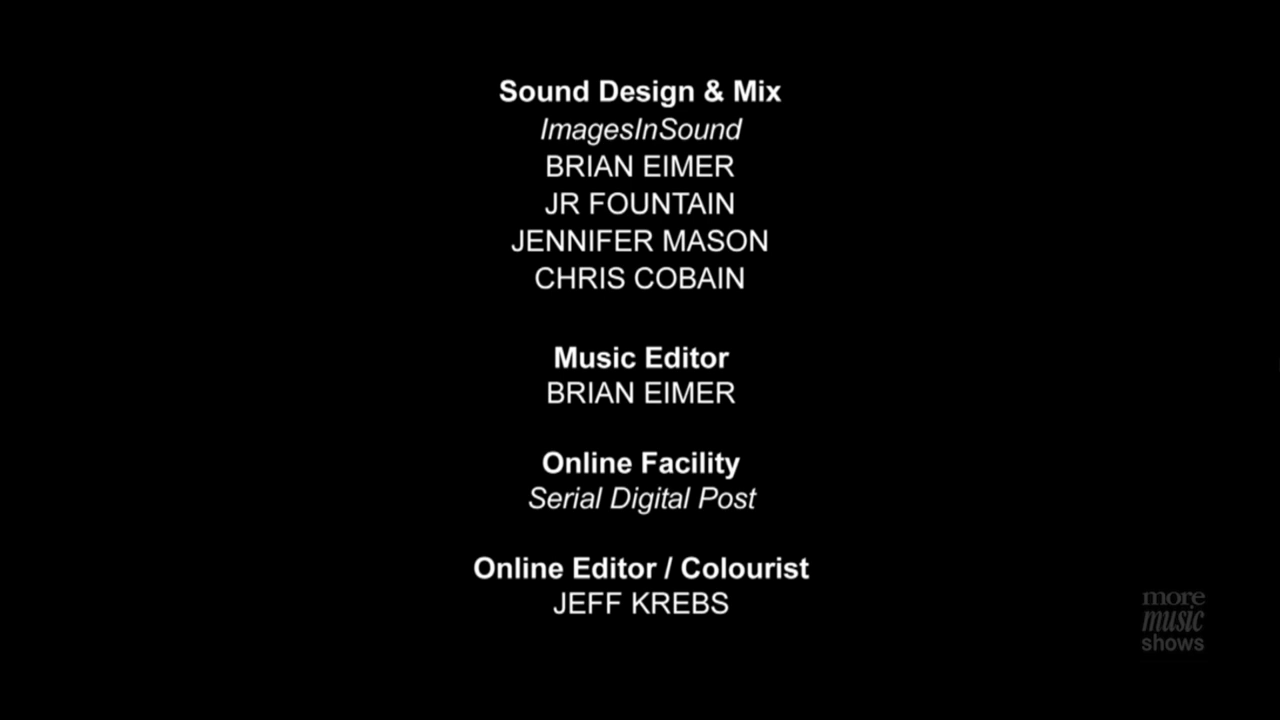 Sound Design & Mix
ImagesInSound
BRIAN EIMER
JR FOUNTAIN
JENNIFER MASON
CHRIS COBAIN
Music Editor
BRIAN EIMER
Online Facility
Serial Digital Post
Online Editor / Colourist
JEFF KREBS
more
music
shows